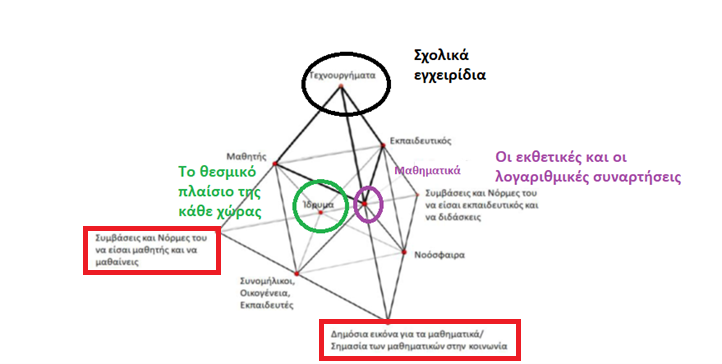 Σχολικά
εγχειρίδια
Τεχνουργήματα
Εκπαιδευτικός
Μαθητής
Μαθηματικά
Οι εκθετικές και οι
λογαριθμικές συναρτήσεις
Το θεσμικό
πλαίσιο της
κάθε χώρας
Ίδρυμα
Συμβάσεις και Νόρμες του
να είσαι εκπαιδευτικός και
να διδάσκεις
Συμβάσεις και Νόρμες του
να είσαι μαθητής και να
μαθαίνεις
Νοόσφαιρα
Συνομήλικοι,
Οικογένεια,
Εκπαιδευτές
Δημόσια εικόνα για τα μαθηματικά/
Σημασία των μαθηματικών στην κοινωνία